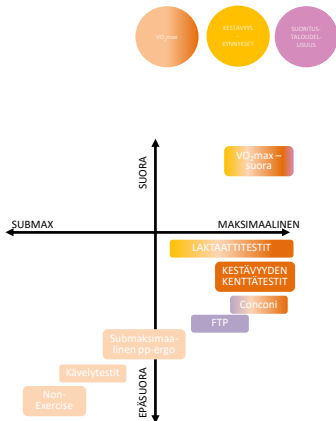 VO2max
KESTÄVYYS
KYNNYKSET
SUORITUS-
TALOUDEL-
LISUUS
VO2max –
suora
SUORA
SUBMAX
MAKSIMAALINEN
LAKTAATTITESTIT
KESTÄVYYDEN
KENTTÄTESTIT
Conconi
FTP
Submaksimaa-
linen pp-ergo
Kävelytestit
Non-
Exercise
EPÄSUORA